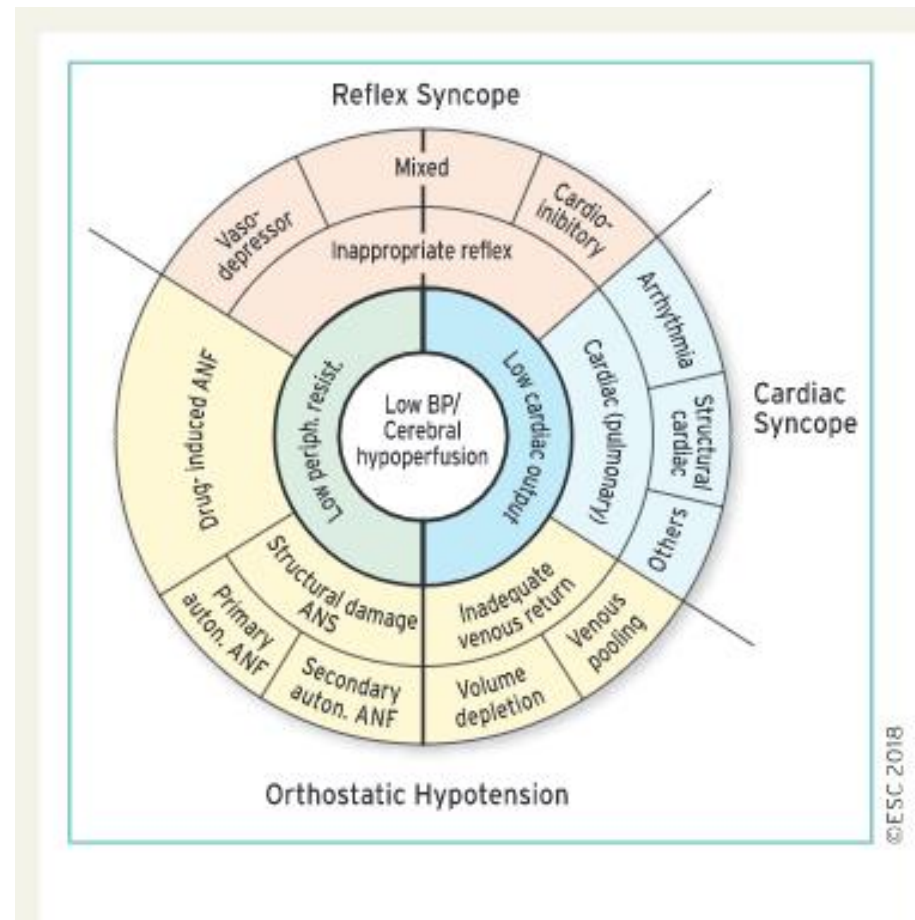 Reflex Syncope
Mixed
Vaso-
depressor
Cardio-
inibitory
Inappropriate reflex
Arrhythmia
Structural
cardiac
Others
Cardiac (pulmonary)
Cardiac
Syncope
Low periph. resist.
Low cardiac output
Low BP/
Cerebral
hypoperfusion
Drug- induced ANF
Structural damage
ANS
Primary
auton. ANF
Secondary
auton. ANF
Inadequate
venous return
Volume
depletion
Venous
pooling
Orthostatic Hypotension
©ESC 2018